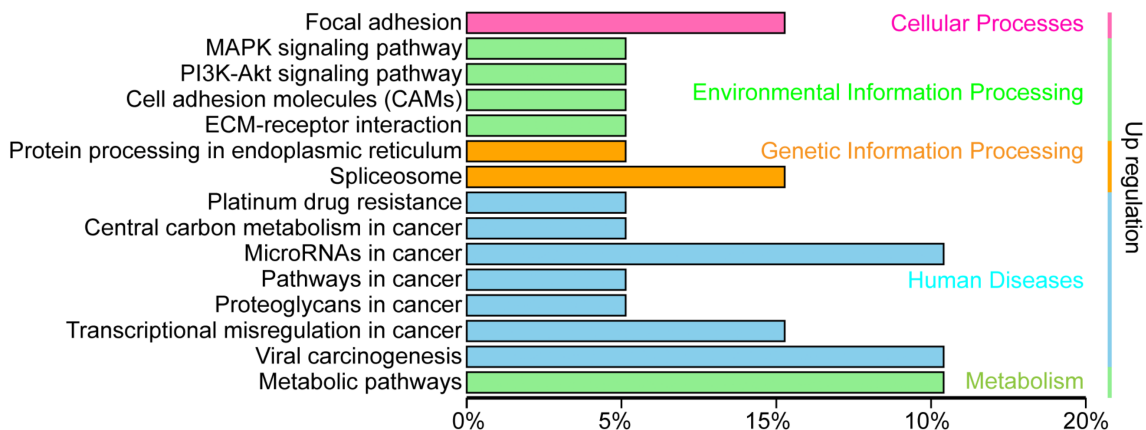 Focal adhesion
Cellular Processes
MAPK signaling pathway
PI3K-Akt signaling pathway
Cell adhesion molecules (CAMs)
Environmental Information Processing
ECM-receptor interaction
Protein processing in endoplasmic reticulum
Genetic Information Processing
Spliceosome
Platinum drug resistance
Central carbon metabolism in cancer
MicroRNAs in cancer
Pathways in cancer
Human Diseases
Proteoglycans in cancer
Transcriptional misregulation in cancer
Viral carcinogenesis
Metabolic pathways
Metabolism
Up regulation
0% 5% 15% 10% 20%